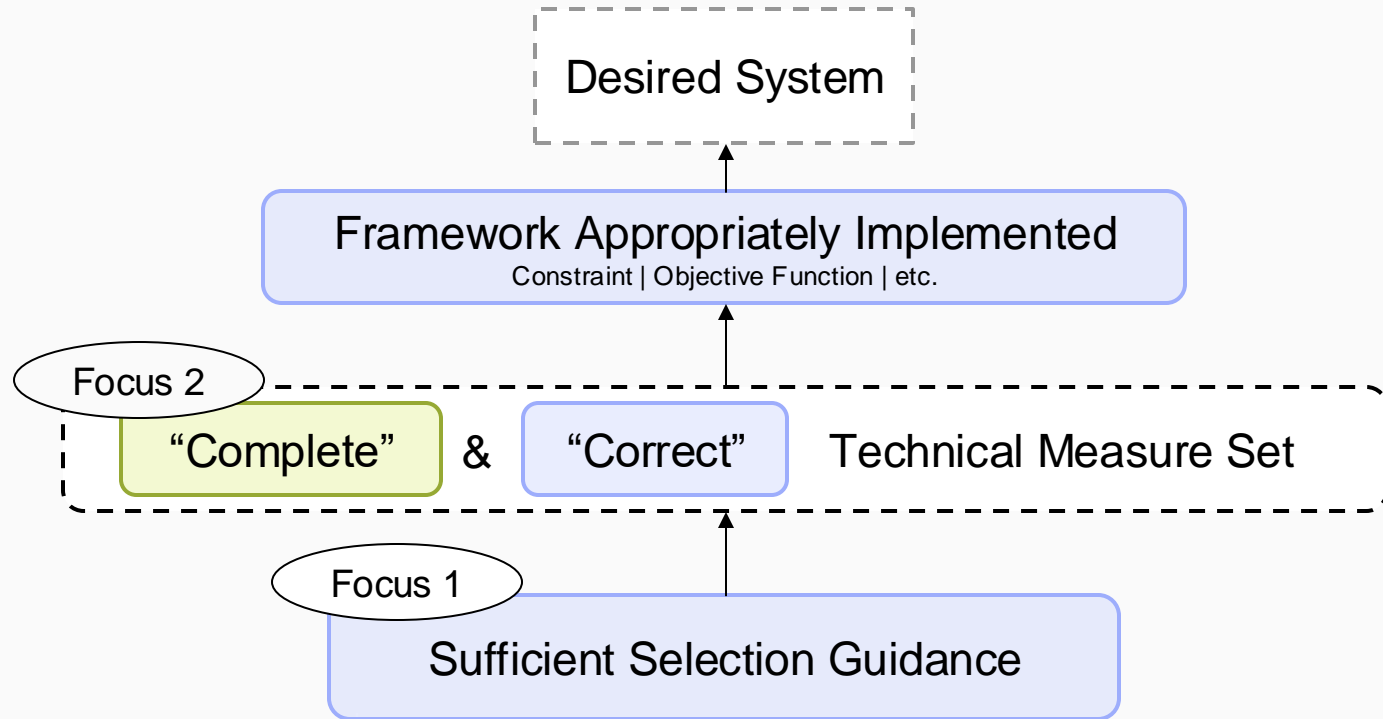 Desired System
Framework Appropriately Implemented
Constraint | Objective Function | etc.
Focus 2
“Complete” & “Correct” Technical Measure Set
Focus 1
Sufficient Selection Guidance